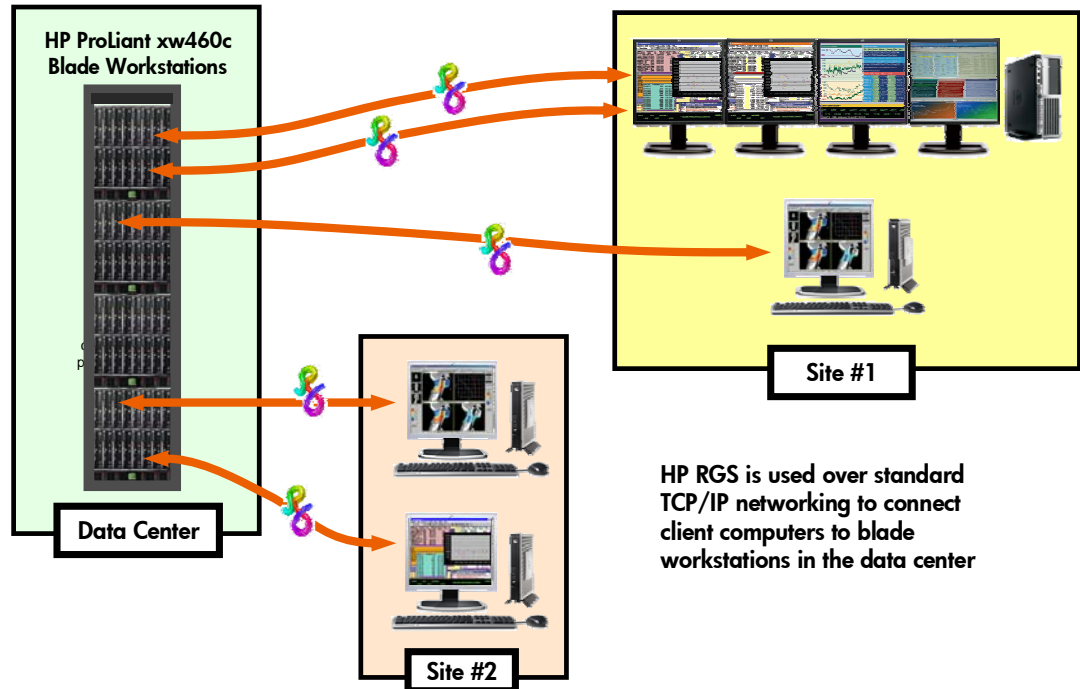 HP ProLiant xw460c
Blade Workstations
Data Center
Site #1
Site #2
HP RGS is used over standard
TCP/IP networking to connect
client computers to blade
workstations in the data center